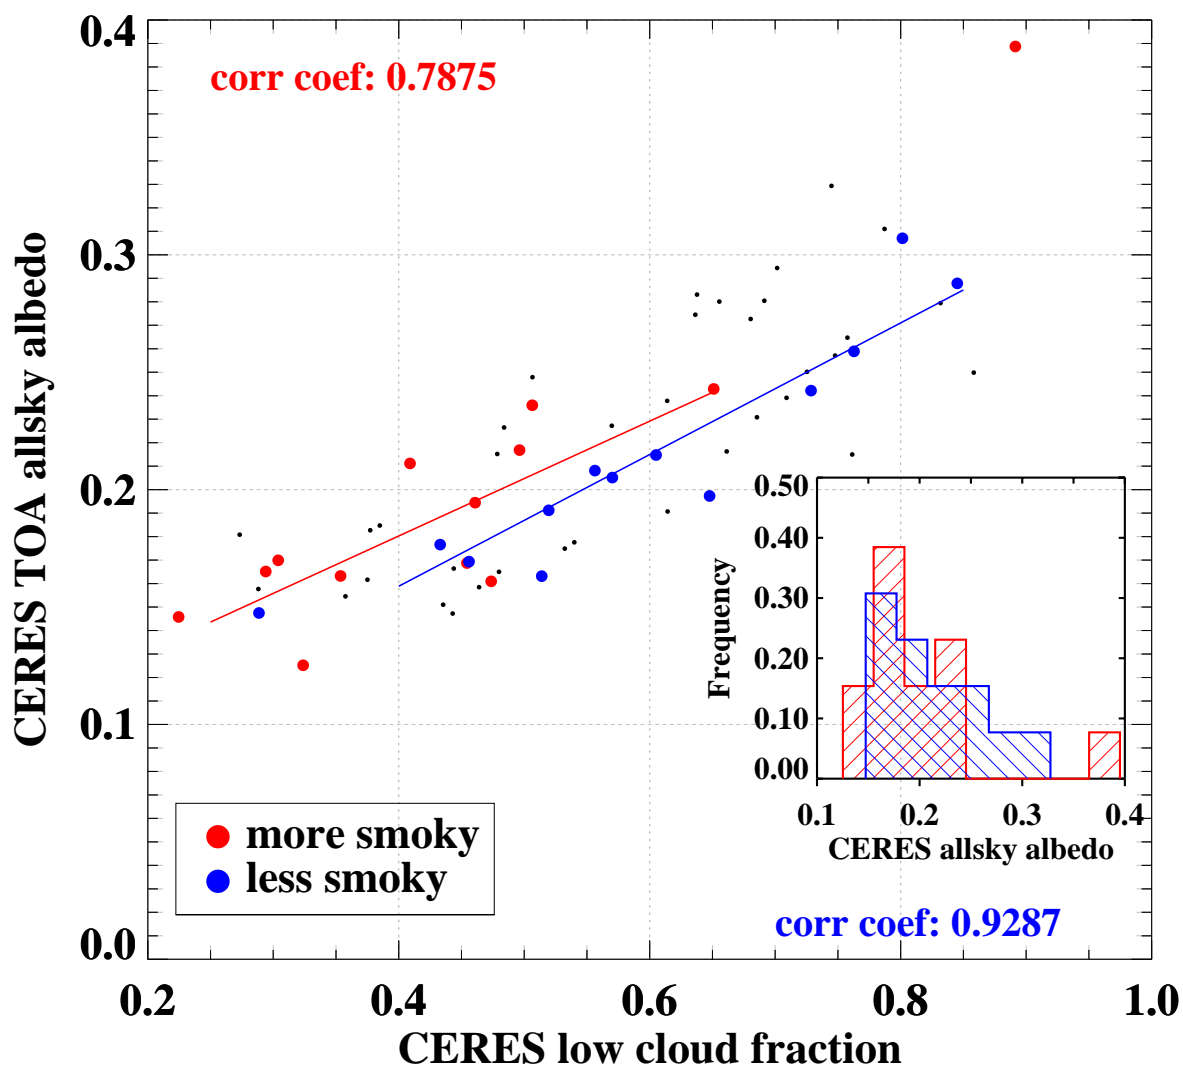 0.4
corr coef: 0.7875
0.3
CERES TOA allsky albedo
0.2
0.1
0.0
0.50
0.40
0.30
0.20
0.10
0.00
Frequency
0.1 0.2 0.3 0.4
CERES allsky albedo
more smoky
less smoky
corr coef: 0.9287
0.2 0.4 0.6 0.8 1.0
CERES low cloud fraction